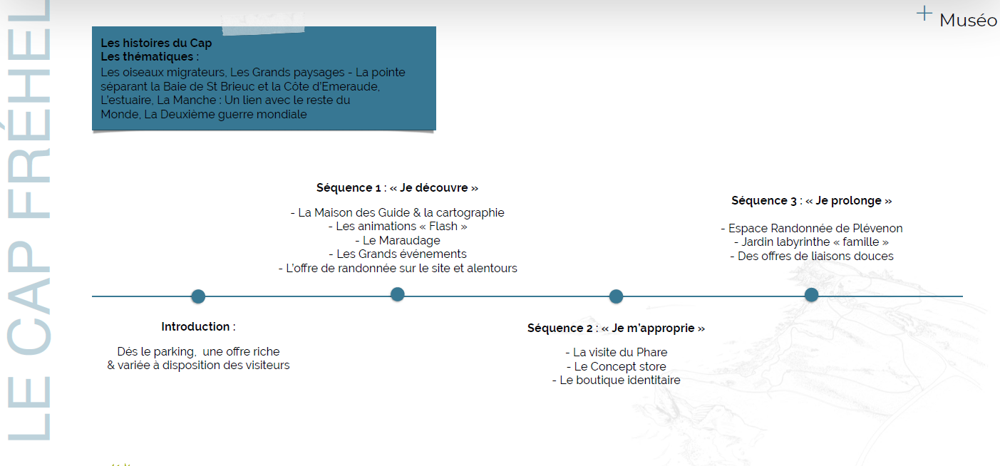 LE CAP FRÉHEL
Muséo
Les histoires du Cap
Les thématiques :
Les oiseaux migrateurs, Les Grands paysages - La pointe
séparant la Baie de St Brieuc et la Côte d'Emeraude,
L'estuaire, La Manche : Un lien avec le reste du
Monde, La Deuxième guerre mondiale
Introduction :
Dés le parking, une offre riche
& variée à disposition des visiteurs
Séquence 1 : « Je découvre »
- La Maison des Guide & la cartographie
- Les animations « Flash »
- Le Maraudage
- Les Grands événements
- L'offre de randonnée sur le site et alentours
Séquence 2 : « Je m'approprie »
- La visite du Phare
- Le Concept store
- Le boutique identitaire
Séquence 3 : « Je prolonge »
- Espace Randonnée de Plévenon
- Jardin labyrinthe « famille »
- Des offres de liaisons douces